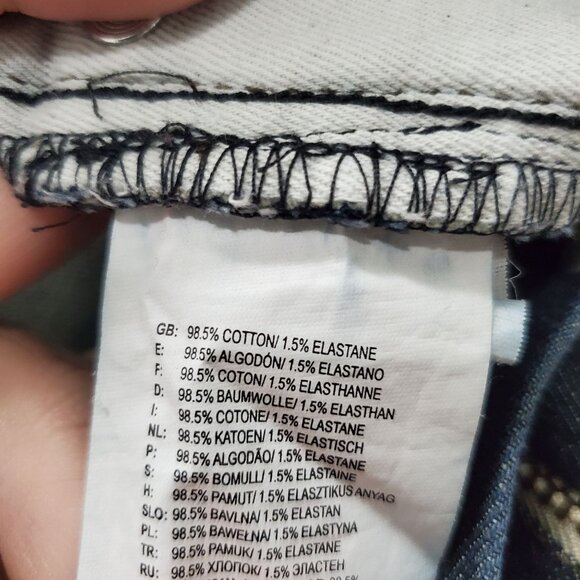 GB: 98.5% COTTON/ 1.5% ELASTANE
E: 98.5% ALGODÓN/ 1.5% ELASTANO
F: 98.5% COTON/ 1.5% ELASTHANNE
D: 98.5% BAUMWOLLE/ 1.5% ELASTHAN
I: 98.5% COTONE/ 1.5% ELASTANE
NL: 98.5% KATOEN/ 1.5% ELASTISCH
P: 98.5% ALGODÃO/ 1.5% ELASTANE
S: 98.5% BOMULL/ 1.5% ELASTAINE
H: 98.5% PAMUT/ 1.5% ELASZTIKUS ANYAG
SLO: 98.5% BAVLNA/ 1.5% ELASTAN
PL: 98.5% BAWEŁNA/ 1.5% ELASTYNA
TR: 98.5% PAMUK/ 1.5% ELASTANE
RU: 98.5% ХЛОПОК/ 1.5% ЭЛАСТЕН